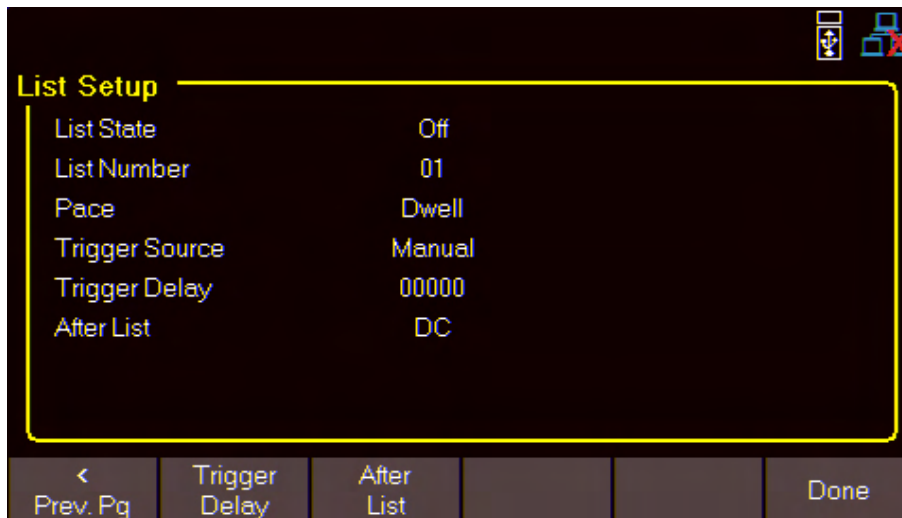 List Setup
List State Off
List Number 01
Pace Dwell
Trigger Source Manual
Trigger Delay 00000
After List DC
< Prev. Pg
Trigger Delay
After List
Done